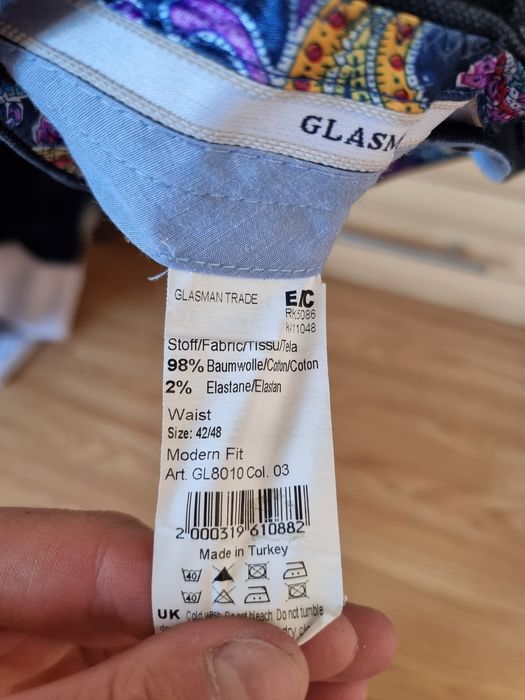 GLASM
GLASMAN TRADE E/C
RK5086
K/11048
Stoff/Fabric/Tissu/Tela
98% Baumwolle/Cotton/Coton
2% Elastane/Elastan
Waist
Size: 42/48
Modern Fit
Art. GL8010 Col. 03
2 000319 610882
Made in Turkey
40
40
UK Cold wash Do not bleach Do not tumble
dry